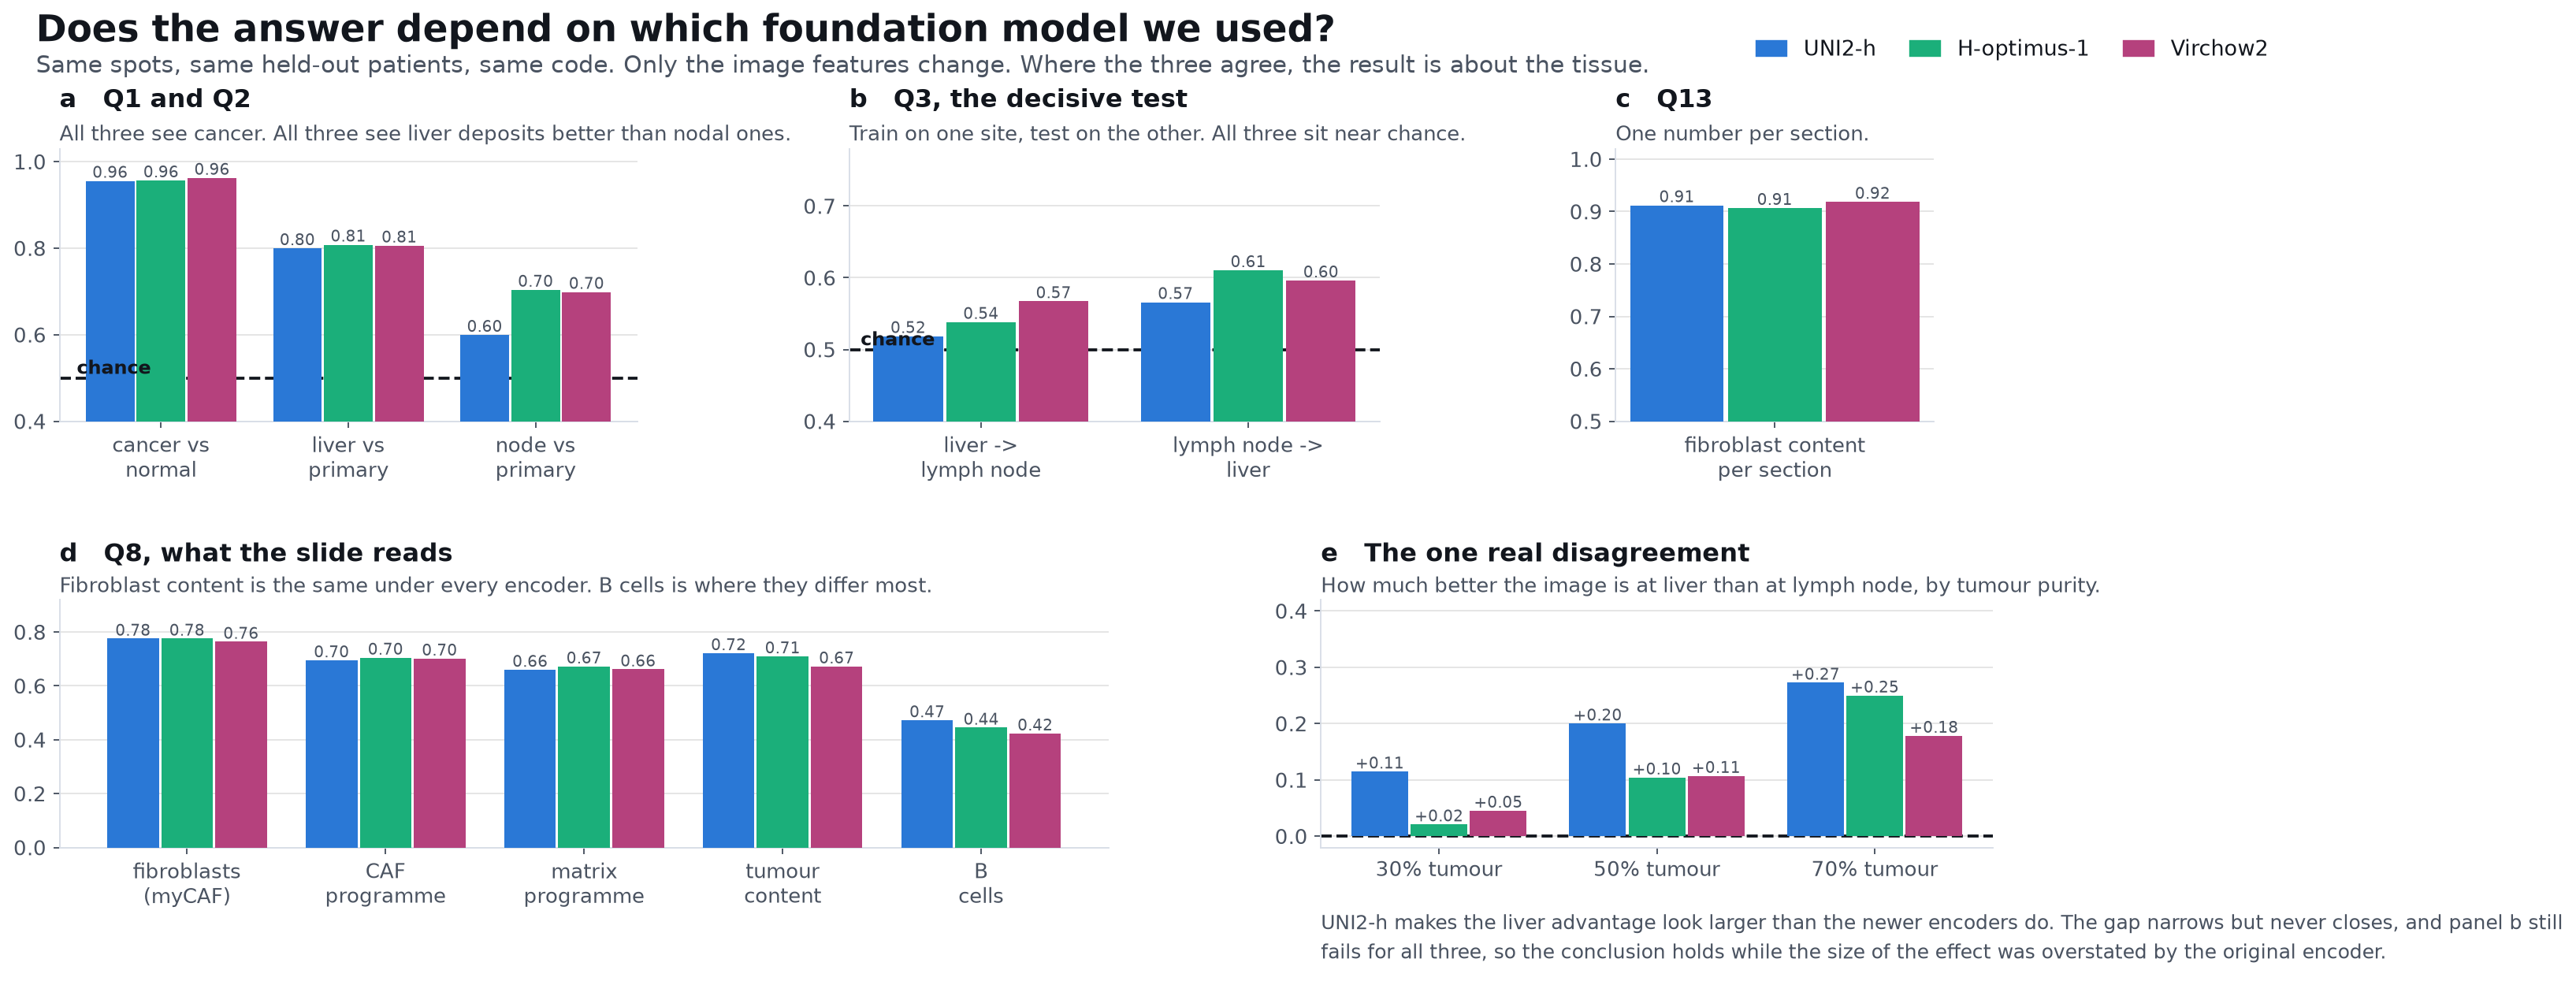 Does the answer depend on which foundation model we used?
Same spots, same held-out patients, same code. Only the image features change. Where the three agree, the result is about the tissue.
UNI2-h
H-optimus-1
Virchow2
a Q1 and Q2
All three see cancer. All three see liver deposits better than nodal ones.
1.0
0.8
0.6
0.4
0.96
0.96
0.96
0.80
0.81
0.81
0.60
0.70
0.70
chance
cancer vs
normal
liver vs
primary
node vs
primary
b Q3, the decisive test
Train on one site, test on the other. All three sit near chance.
0.7
0.6
0.5
0.4
0.52
0.54
0.57
0.57
0.61
0.60
chance
liver ->
lymph node
lymph node ->
liver
c Q13
One number per section.
1.0
0.9
0.8
0.7
0.6
0.5
0.91
0.91
0.92
fibroblast content
per section
d Q8, what the slide reads
Fibroblast content is the same under every encoder. B cells is where they differ most.
0.8
0.6
0.4
0.2
0.0
0.78
0.78
0.76
0.70
0.70
0.70
0.66
0.67
0.66
0.72
0.71
0.67
0.47
0.44
0.42
fibroblasts
(myCAF)
CAF
programme
matrix
programme
tumour
content
B
cells
e The one real disagreement
How much better the image is at liver than at lymph node, by tumour purity.
0.4
0.3
0.2
0.1
0.0
+0.11
+0.02
+0.05
+0.20
+0.10
+0.11
+0.27
+0.25
+0.18
30% tumour
50% tumour
70% tumour
UNI2-h makes the liver advantage look larger than the newer encoders do. The gap narrows but never closes, and panel b still
fails for all three, so the conclusion holds while the size of the effect was overstated by the original encoder.